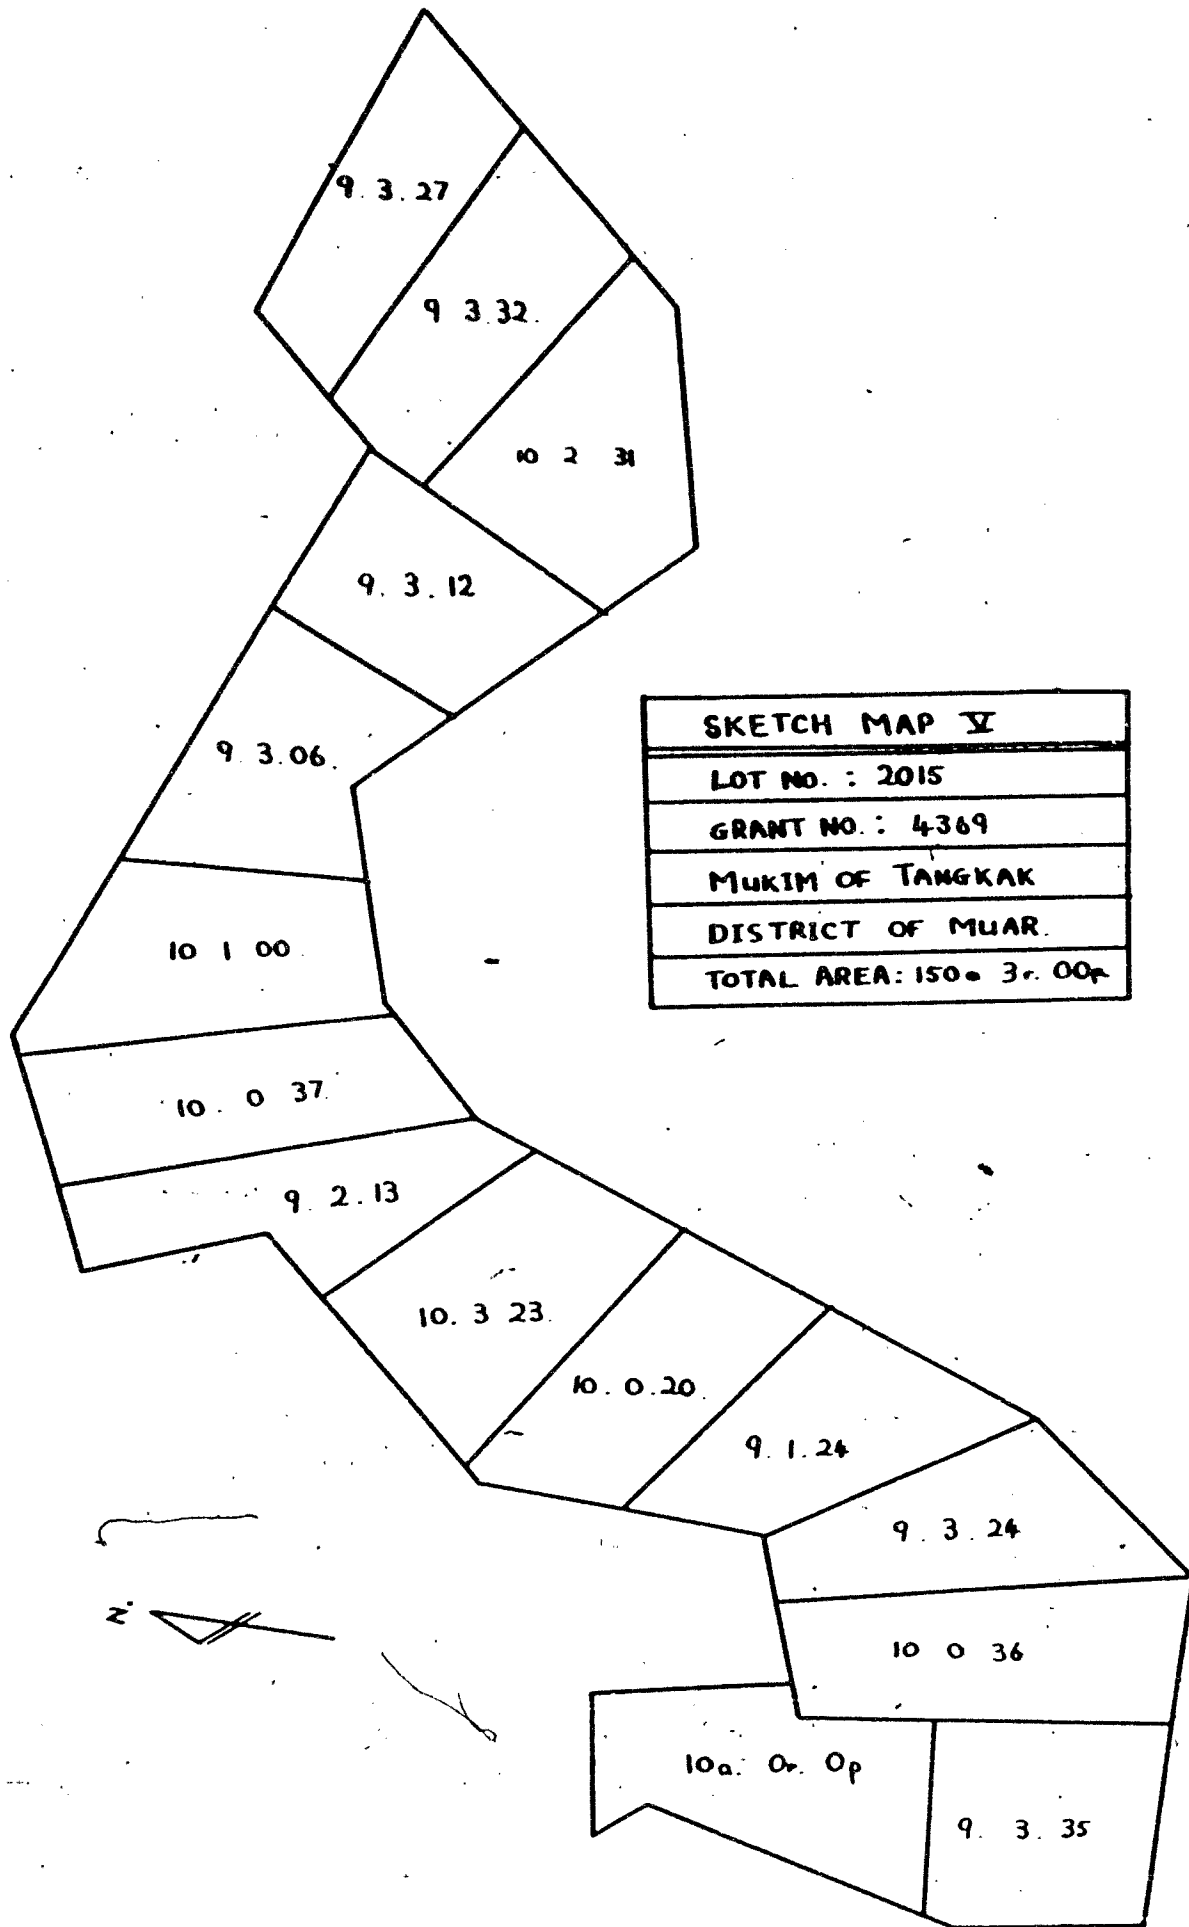 9.3.27
9 3.32.
10 2 31
9.3.12
9.3.06.
SKETCH MAP V
LOT NO. : 2015
GRANT NO. : 4369
MUKIM OF TANGKAK
DISTRICT OF MUAR.
TOTAL AREA: 150a 3r. 00p
10 1 00
10. 0 37
9.2.13
10.3 23.
10.0.20
9.1.24
9.3.24
N
10 0 36
10a. 0r. 0p
9. 3.35